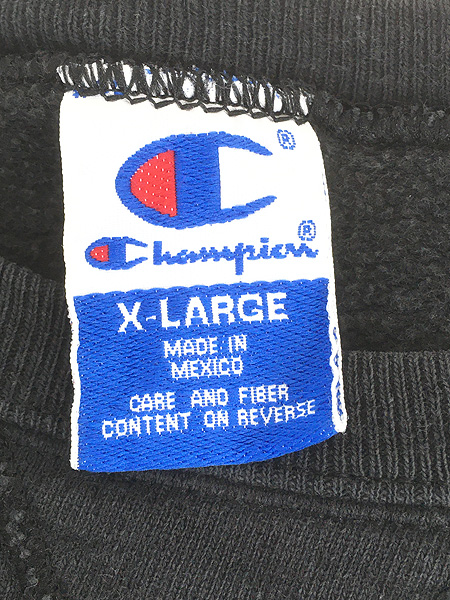 ®
Champion®
X-LARGE
MADE IN
MEXICO
CARE AND FIBER
CONTENT ON REVERSE